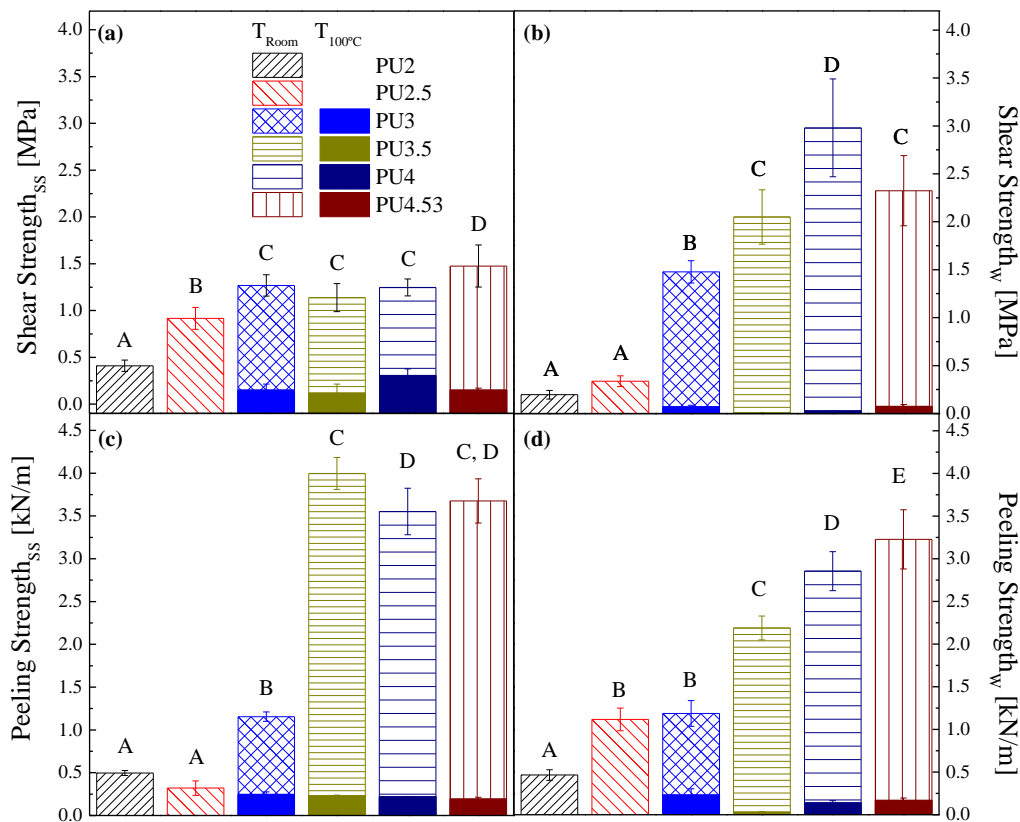 (a)
T_Room T_100ºC
PU2
PU2.5
PU3
PU3.5
PU4
PU4.53
Shear Strength_SS [MPa]
4.0
3.5
3.0
2.5
2.0
1.5
1.0
0.5
0.0
A
B
C
C
C
D
(b)
Shear Strength_W [MPa]
4.0
3.5
3.0
2.5
2.0
1.5
1.0
0.5
0.0
A
A
B
C
D
C
(c)
Peeling Strength_SS [kN/m]
4.5
4.0
3.5
3.0
2.5
2.0
1.5
1.0
0.5
0.0
A
A
B
C
D
C, D
(d)
Peeling Strength_W [kN/m]
4.5
4.0
3.5
3.0
2.5
2.0
1.5
1.0
0.5
0.0
A
B
B
C
D
E